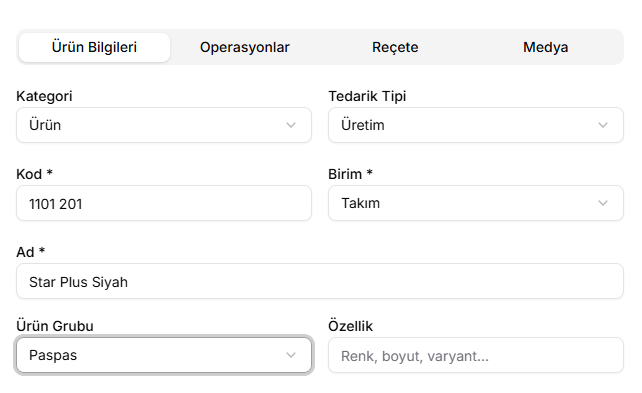 Ürün Bilgileri Operasyonlar Reçete Medya
Kategori Tedarik Tipi
Ürün Üretim
Kod * Birim *
1101 201 Takım
Ad *
Star Plus Siyah
Ürün Grubu Özellik
Paspas Renk, boyut, varyant...